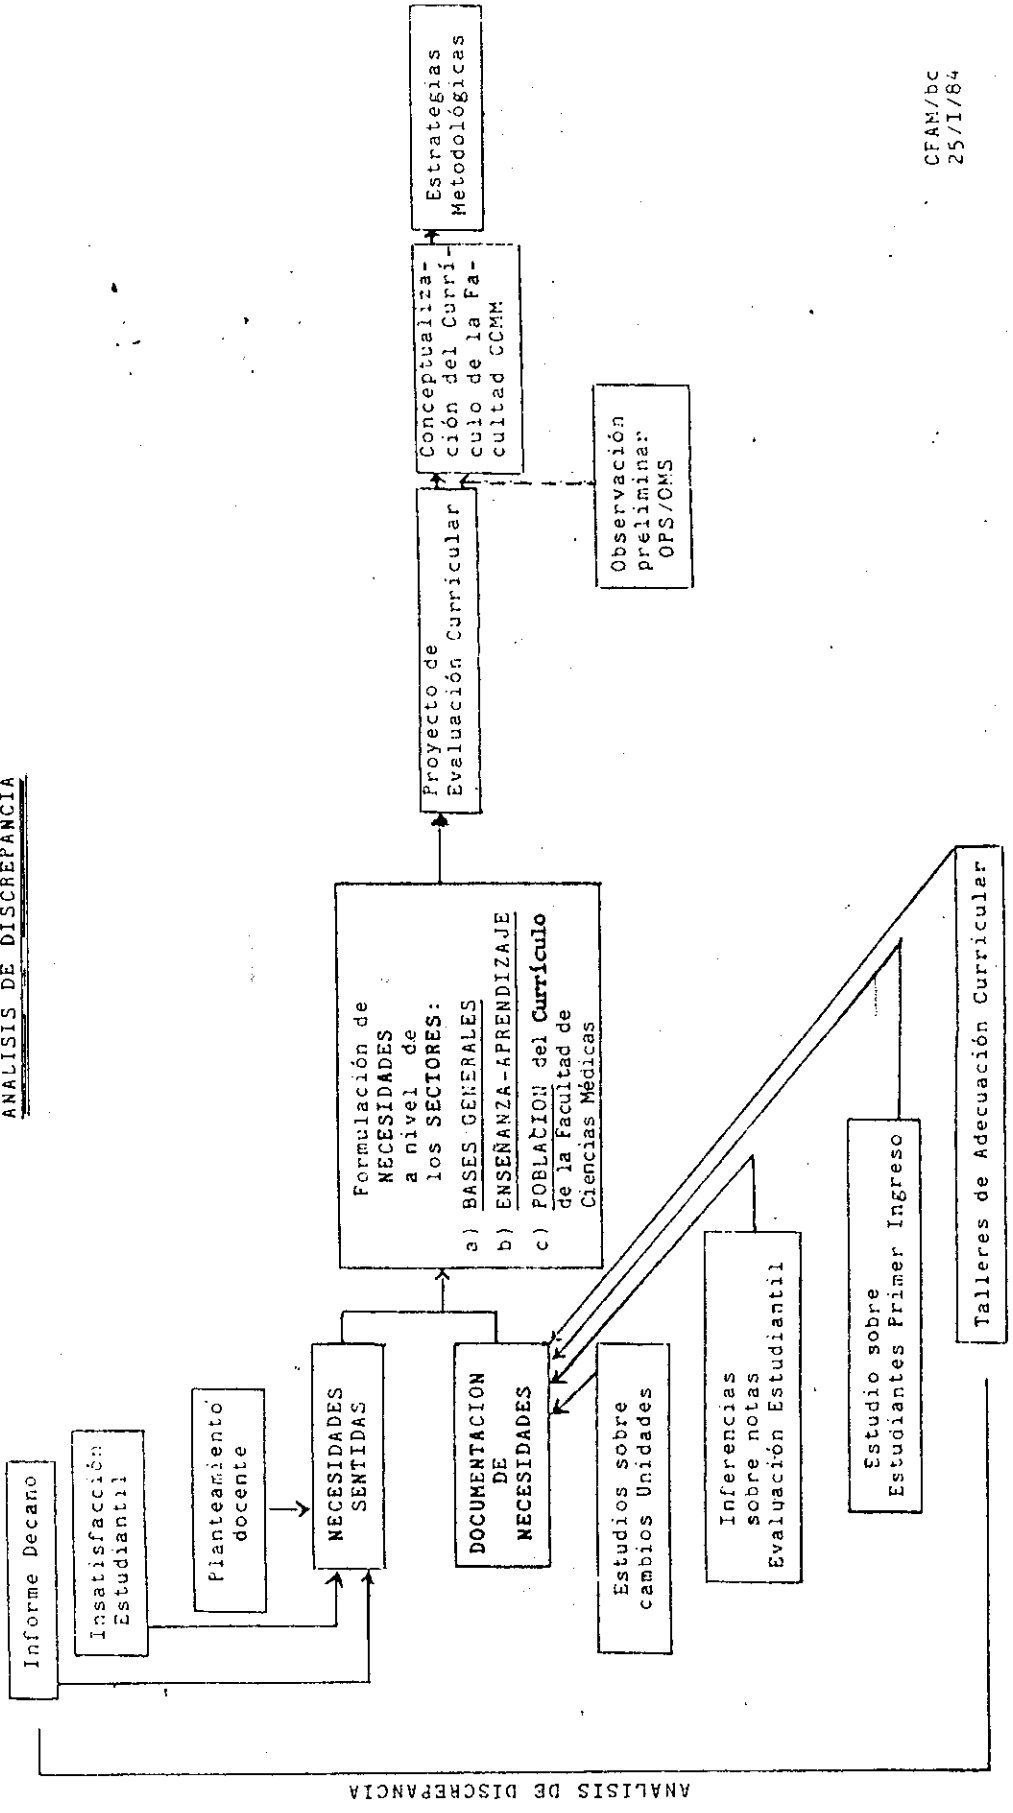 ANALISIS DE DISCREPANCIA
ANALISIS DE DISCREPANCIA
Informe Decano
Insatisfacción
Estudiantil
Planteamiento
docente
NECESIDADES
SENTIDAS
DOCUMENTACION
DE
NECESIDADES
Estudios sobre
cambios Unidades
Inferencias
sobre notas
Evaluación Estudiantil
Estudio sobre
Estudiantes Primer Ingreso
Talleres de Adecuación Curricular
Formulación de
NECESIDADES
a nivel de
los SECTORES:
a) BASES GENERALES
b) ENSEÑANZA-APRENDIZAJE
c) POBLACION del Currículo
de la Facultad de
Ciencias Médicas
Proyecto de
Evaluación Curricular
Observación
preliminar
OPS/OMS
Conceptualiza-
ción del Currí-
culo de la Fa-
cultad CCMM
Estrategias
Metodológicas
CFAM/bc
25/I/84